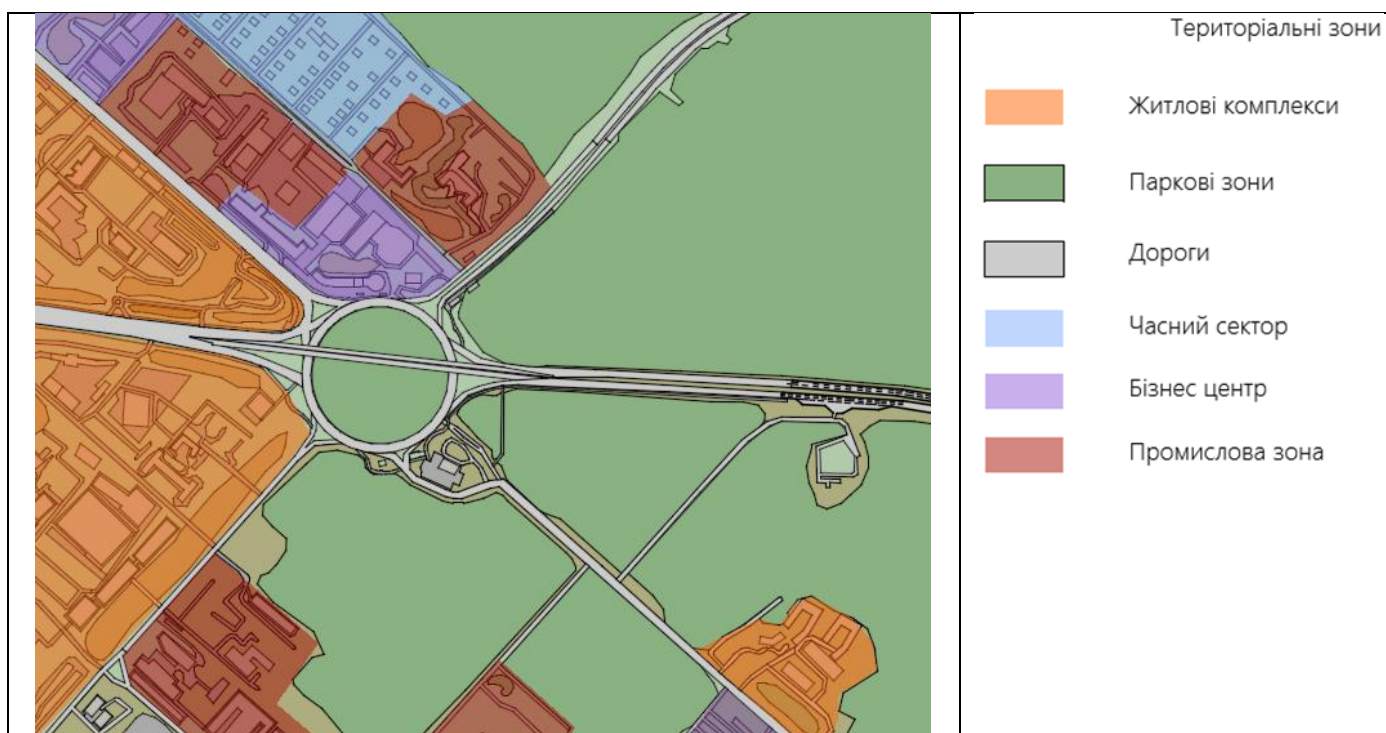 Територіальні зони
Житлові комплекси
Паркові зони
Дороги
Часний сектор
Бізнес центр
Промислова зона